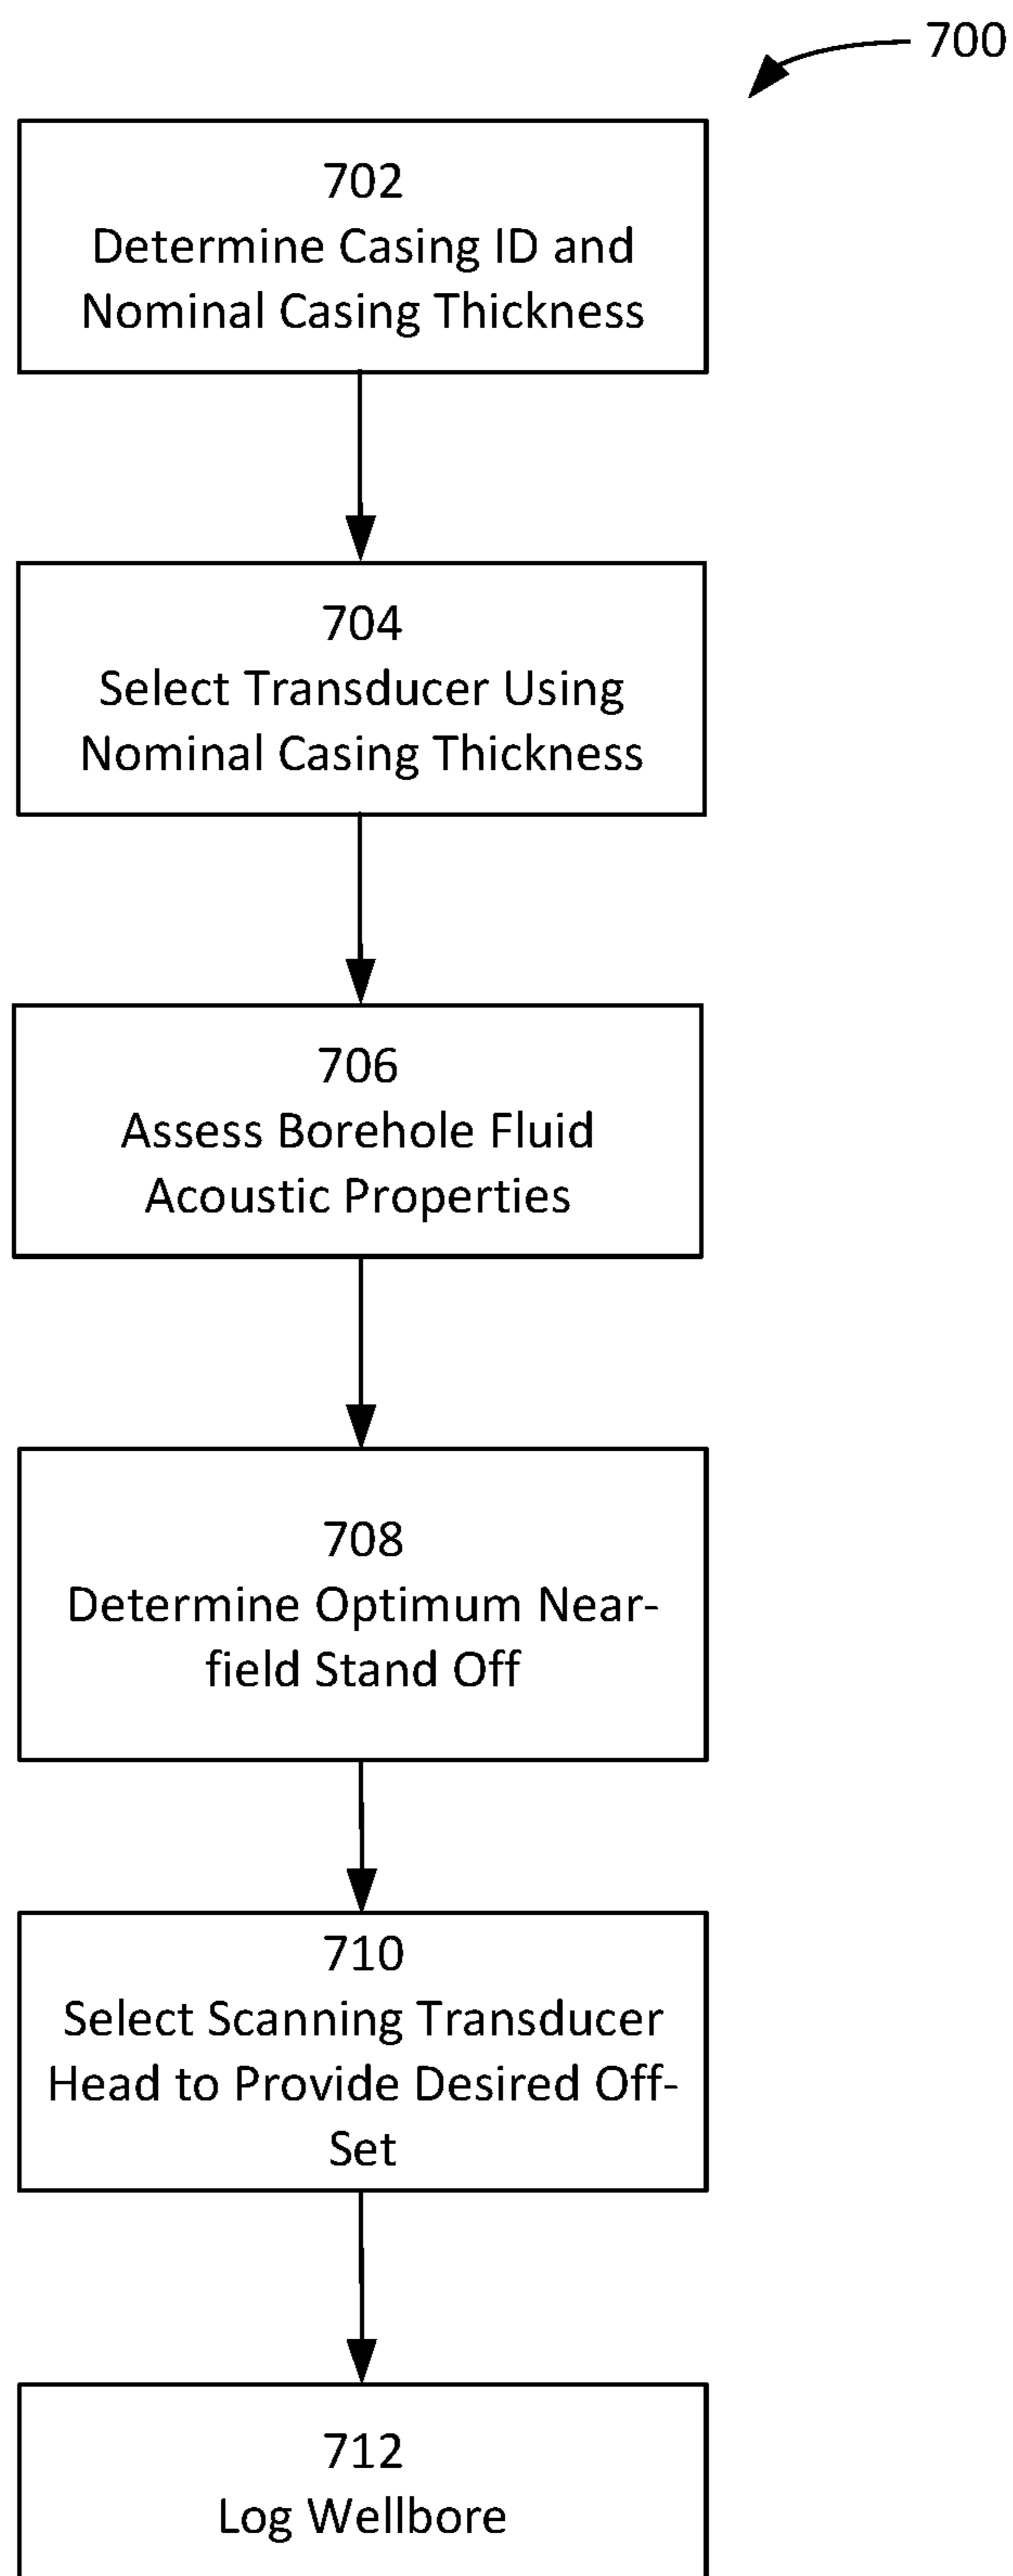 700
702
Determine Casing ID and
Nominal Casing Thickness
704
Select Transducer Using
Nominal Casing Thickness
706
Assess Borehole Fluid
Acoustic Properties
708
Determine Optimum Near-
field Stand Off
710
Select Scanning Transducer
Head to Provide Desired Off-
Set
712
Log Wellbore